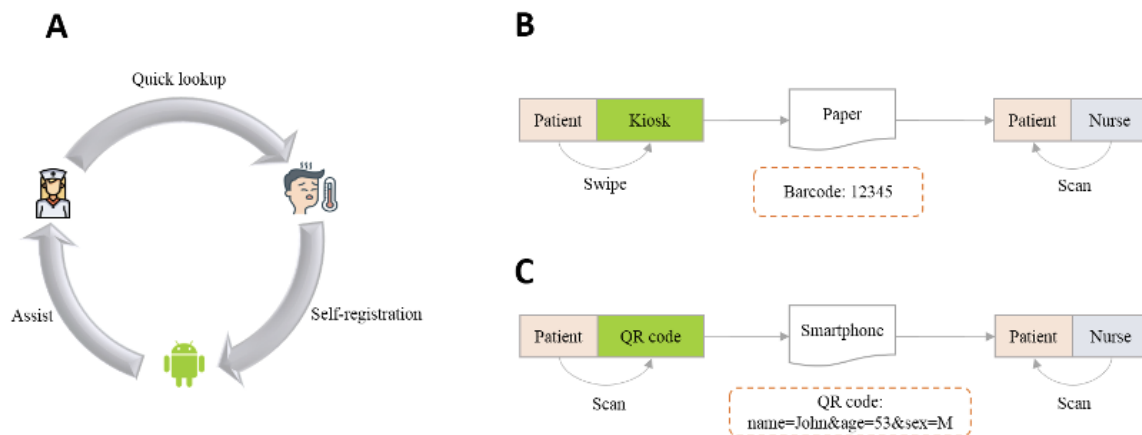 A
Quick lookup
Assist
Self-registration
B
Patient
Kiosk
Swipe
Paper
Barcode: 12345
Patient
Nurse
Scan
C
Patient
QR code
Scan
Smartphone
QR code:
name=John&age=53&sex=M
Patient
Nurse
Scan